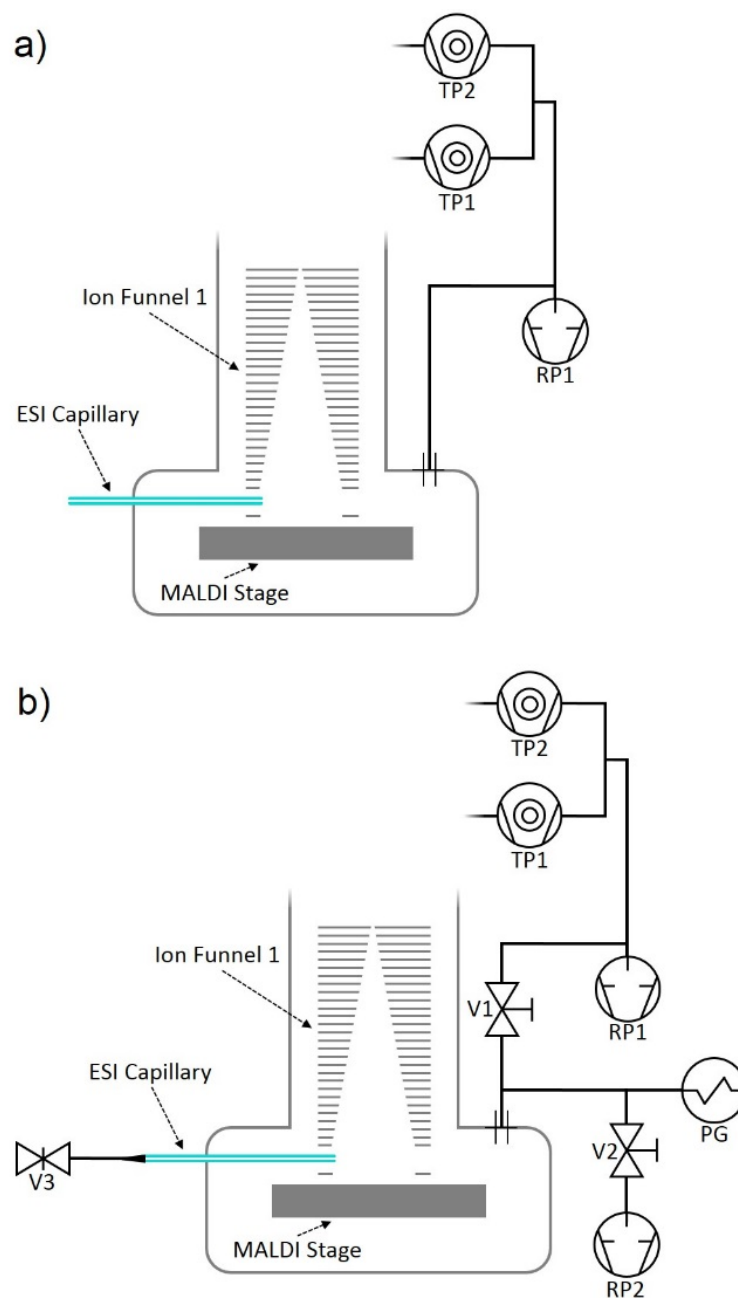 a)
TP2
TP1
Ion Funnel 1
RP1
ESI Capillary
MALDI Stage
b)
TP2
TP1
Ion Funnel 1
V1
RP1
ESI Capillary
PG
V2
V3
MALDI Stage
RP2